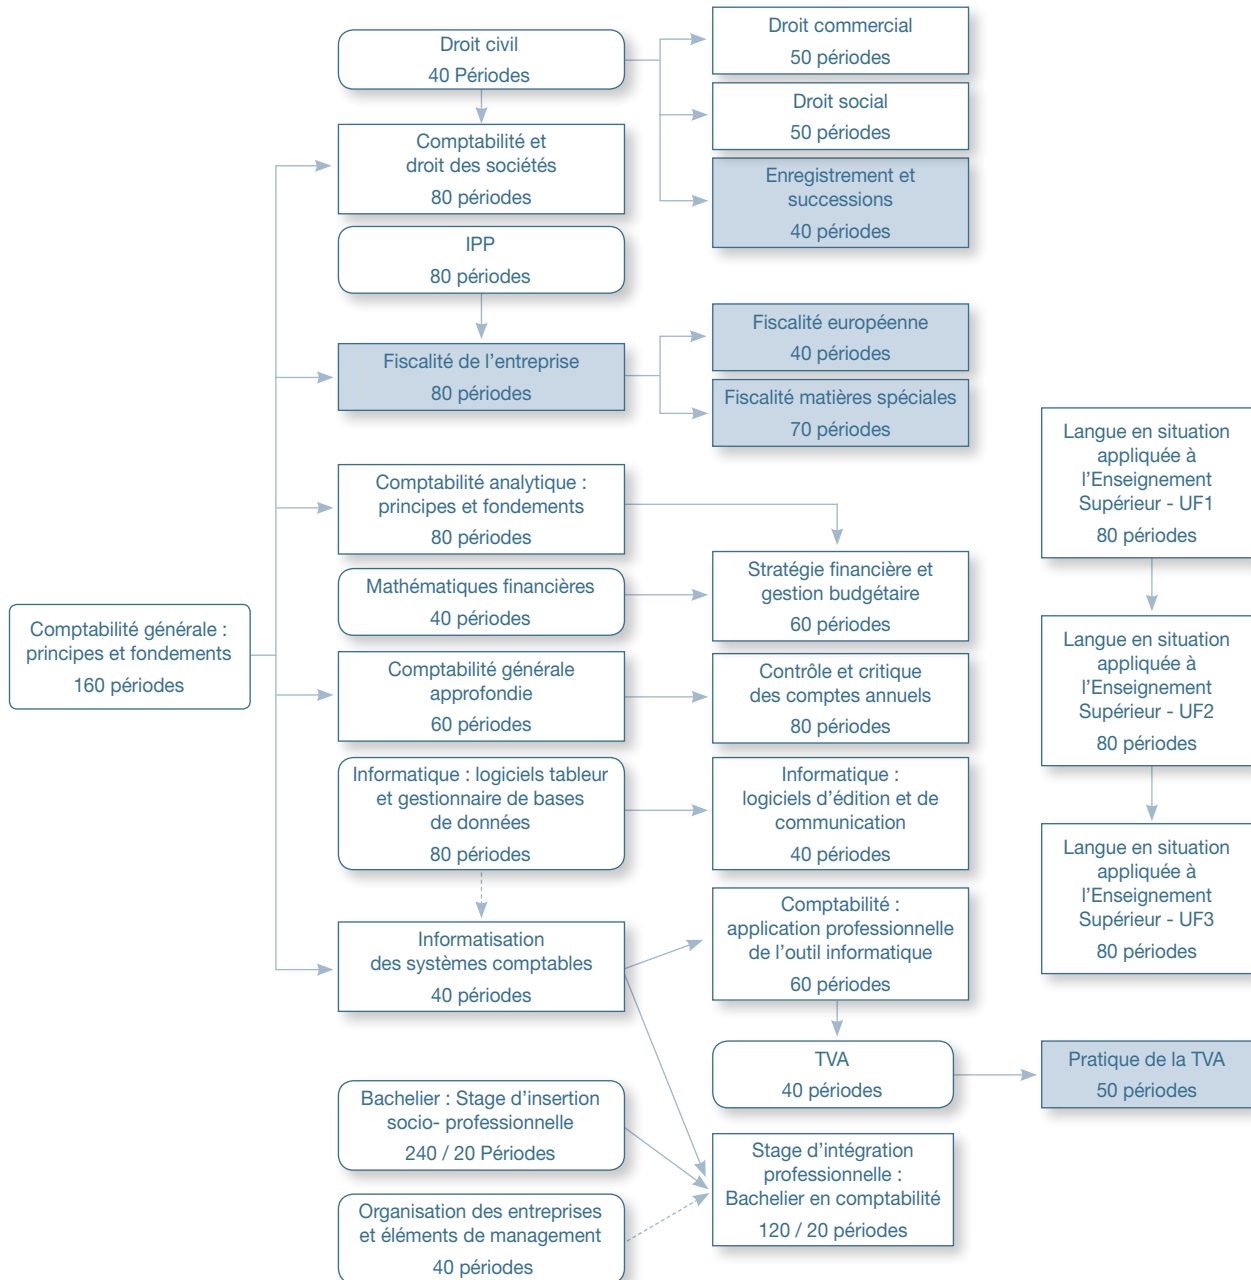 Droit civil
40 Périodes
Droit commercial
50 périodes
Droit social
50 périodes
Enregistrement et
successions
40 périodes
Comptabilité et
droit des sociétés
80 périodes
IPP
80 périodes
Fiscalité de l'entreprise
80 périodes
Fiscalité européenne
40 périodes
Fiscalité matières spéciales
70 périodes
Comptabilité analytique :
principes et fondements
80 périodes
Mathématiques financières
40 périodes
Stratégie financière et
gestion budgétaire
60 périodes
Comptabilité générale :
principes et fondements
160 périodes
Comptabilité générale
approfondie
60 périodes
Contrôle et critique
des comptes annuels
80 périodes
Informatique : logiciels tableur
et gestionnaire de bases
de données
80 périodes
Informatique :
logiciels d'édition et de
communication
40 périodes
Informatisation
des systèmes comptables
40 périodes
Comptabilité :
application professionnelle
de l'outil informatique
60 périodes
TVA
40 périodes
Pratique de la TVA
50 périodes
Bachelier : Stage d'insertion
socio- professionnelle
240 / 20 Périodes
Organisation des entreprises
et éléments de management
40 périodes
Stage d'intégration
professionnelle :
Bachelier en comptabilité
120 / 20 périodes
Langue en situation
appliquée à
l'Enseignement
Supérieur - UF1
80 périodes
Langue en situation
appliquée à
l'Enseignement
Supérieur - UF2
80 périodes
Langue en situation
appliquée à
l'Enseignement
Supérieur - UF3
80 périodes